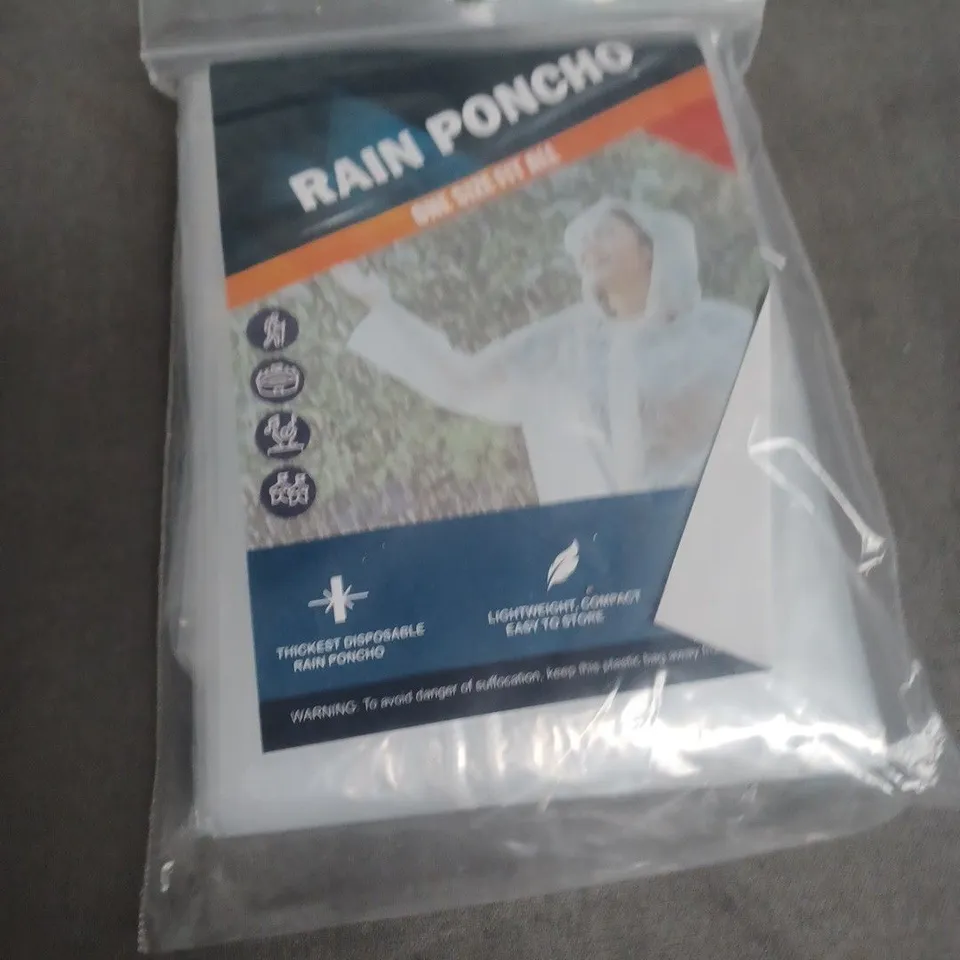 RAIN PONCHO
ONE SIZE FIT ALL
THICKEST DISPOSABLE
RAIN PONCHO
LIGHTWEIGHT, COMPACT
EASY TO STORE
WARNING: To avoid danger of suffocation, keep this plastic bag away